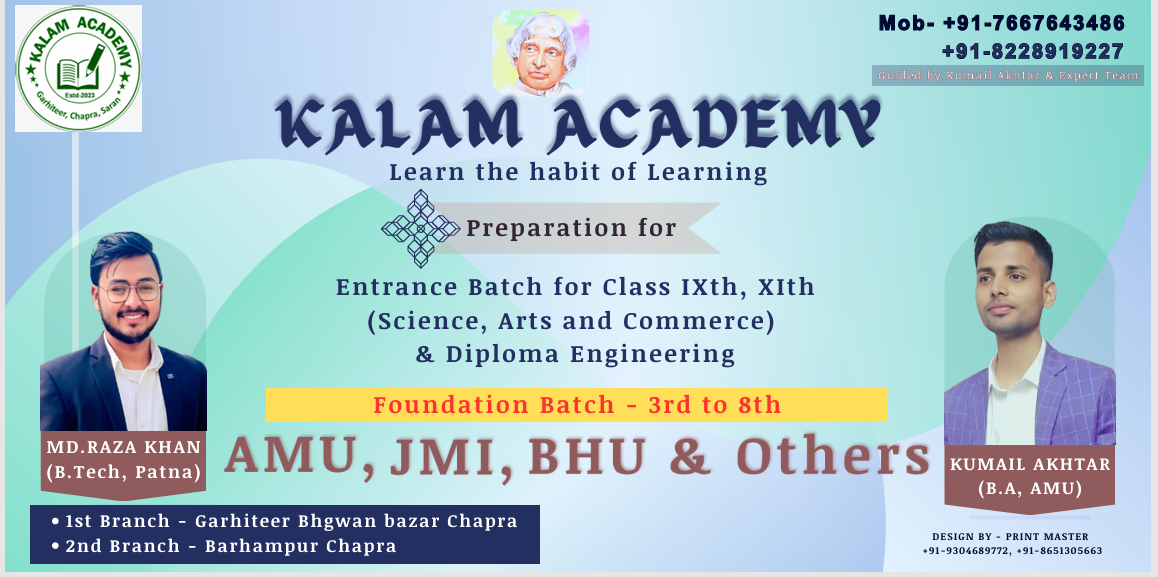 KALAM ACADEMY
Estd-2023
Garhiteer, Chapra, Saran
Mob- +91-7667643486
+91-8228919227
Guided by Kumail Akhtar & Expert Team
KALAM ACADEMY
Learn the habit of Learning
Preparation for
Entrance Batch for Class IXth, XIth
(Science, Arts and Commerce)
& Diploma Engineering
Foundation Batch - 3rd to 8th
AMU, JMI, BHU & Others
MD.RAZA KHAN
(B.Tech, Patna)
KUMAIL AKHTAR
(B.A, AMU)
• 1st Branch - Garhiteer Bhgwan bazar Chapra
• 2nd Branch - Barhampur Chapra
DESIGN BY - PRINT MASTER
+91-9304689772, +91-8651305663